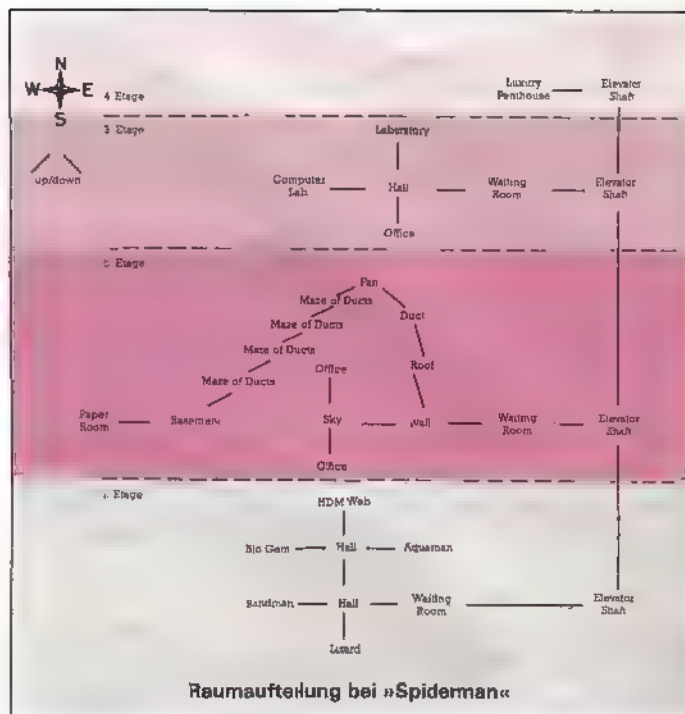 N
W E
S
4 Etage
Luxury Penthouse
Elevator Shaft
3 Etage
up/down
Laboratory
Computer Lab
Hall
Waiting Room
Elevator Shaft
Office
Etage
Fan
Maze of Ducts
Duct
Maze of Ducts
Maze of Ducts
Roof
Office
Maze of Ducts
Paper Room
Basement
Sky
Wall
Waiting Room
Elevator Shaft
Office
Etage
HDM Web
Bio Gem
Hall
Aquaman
Sandman
Hall
Waiting Room
Elevator Shaft
Lizard
Raumaufteilung bei »Spiderman«